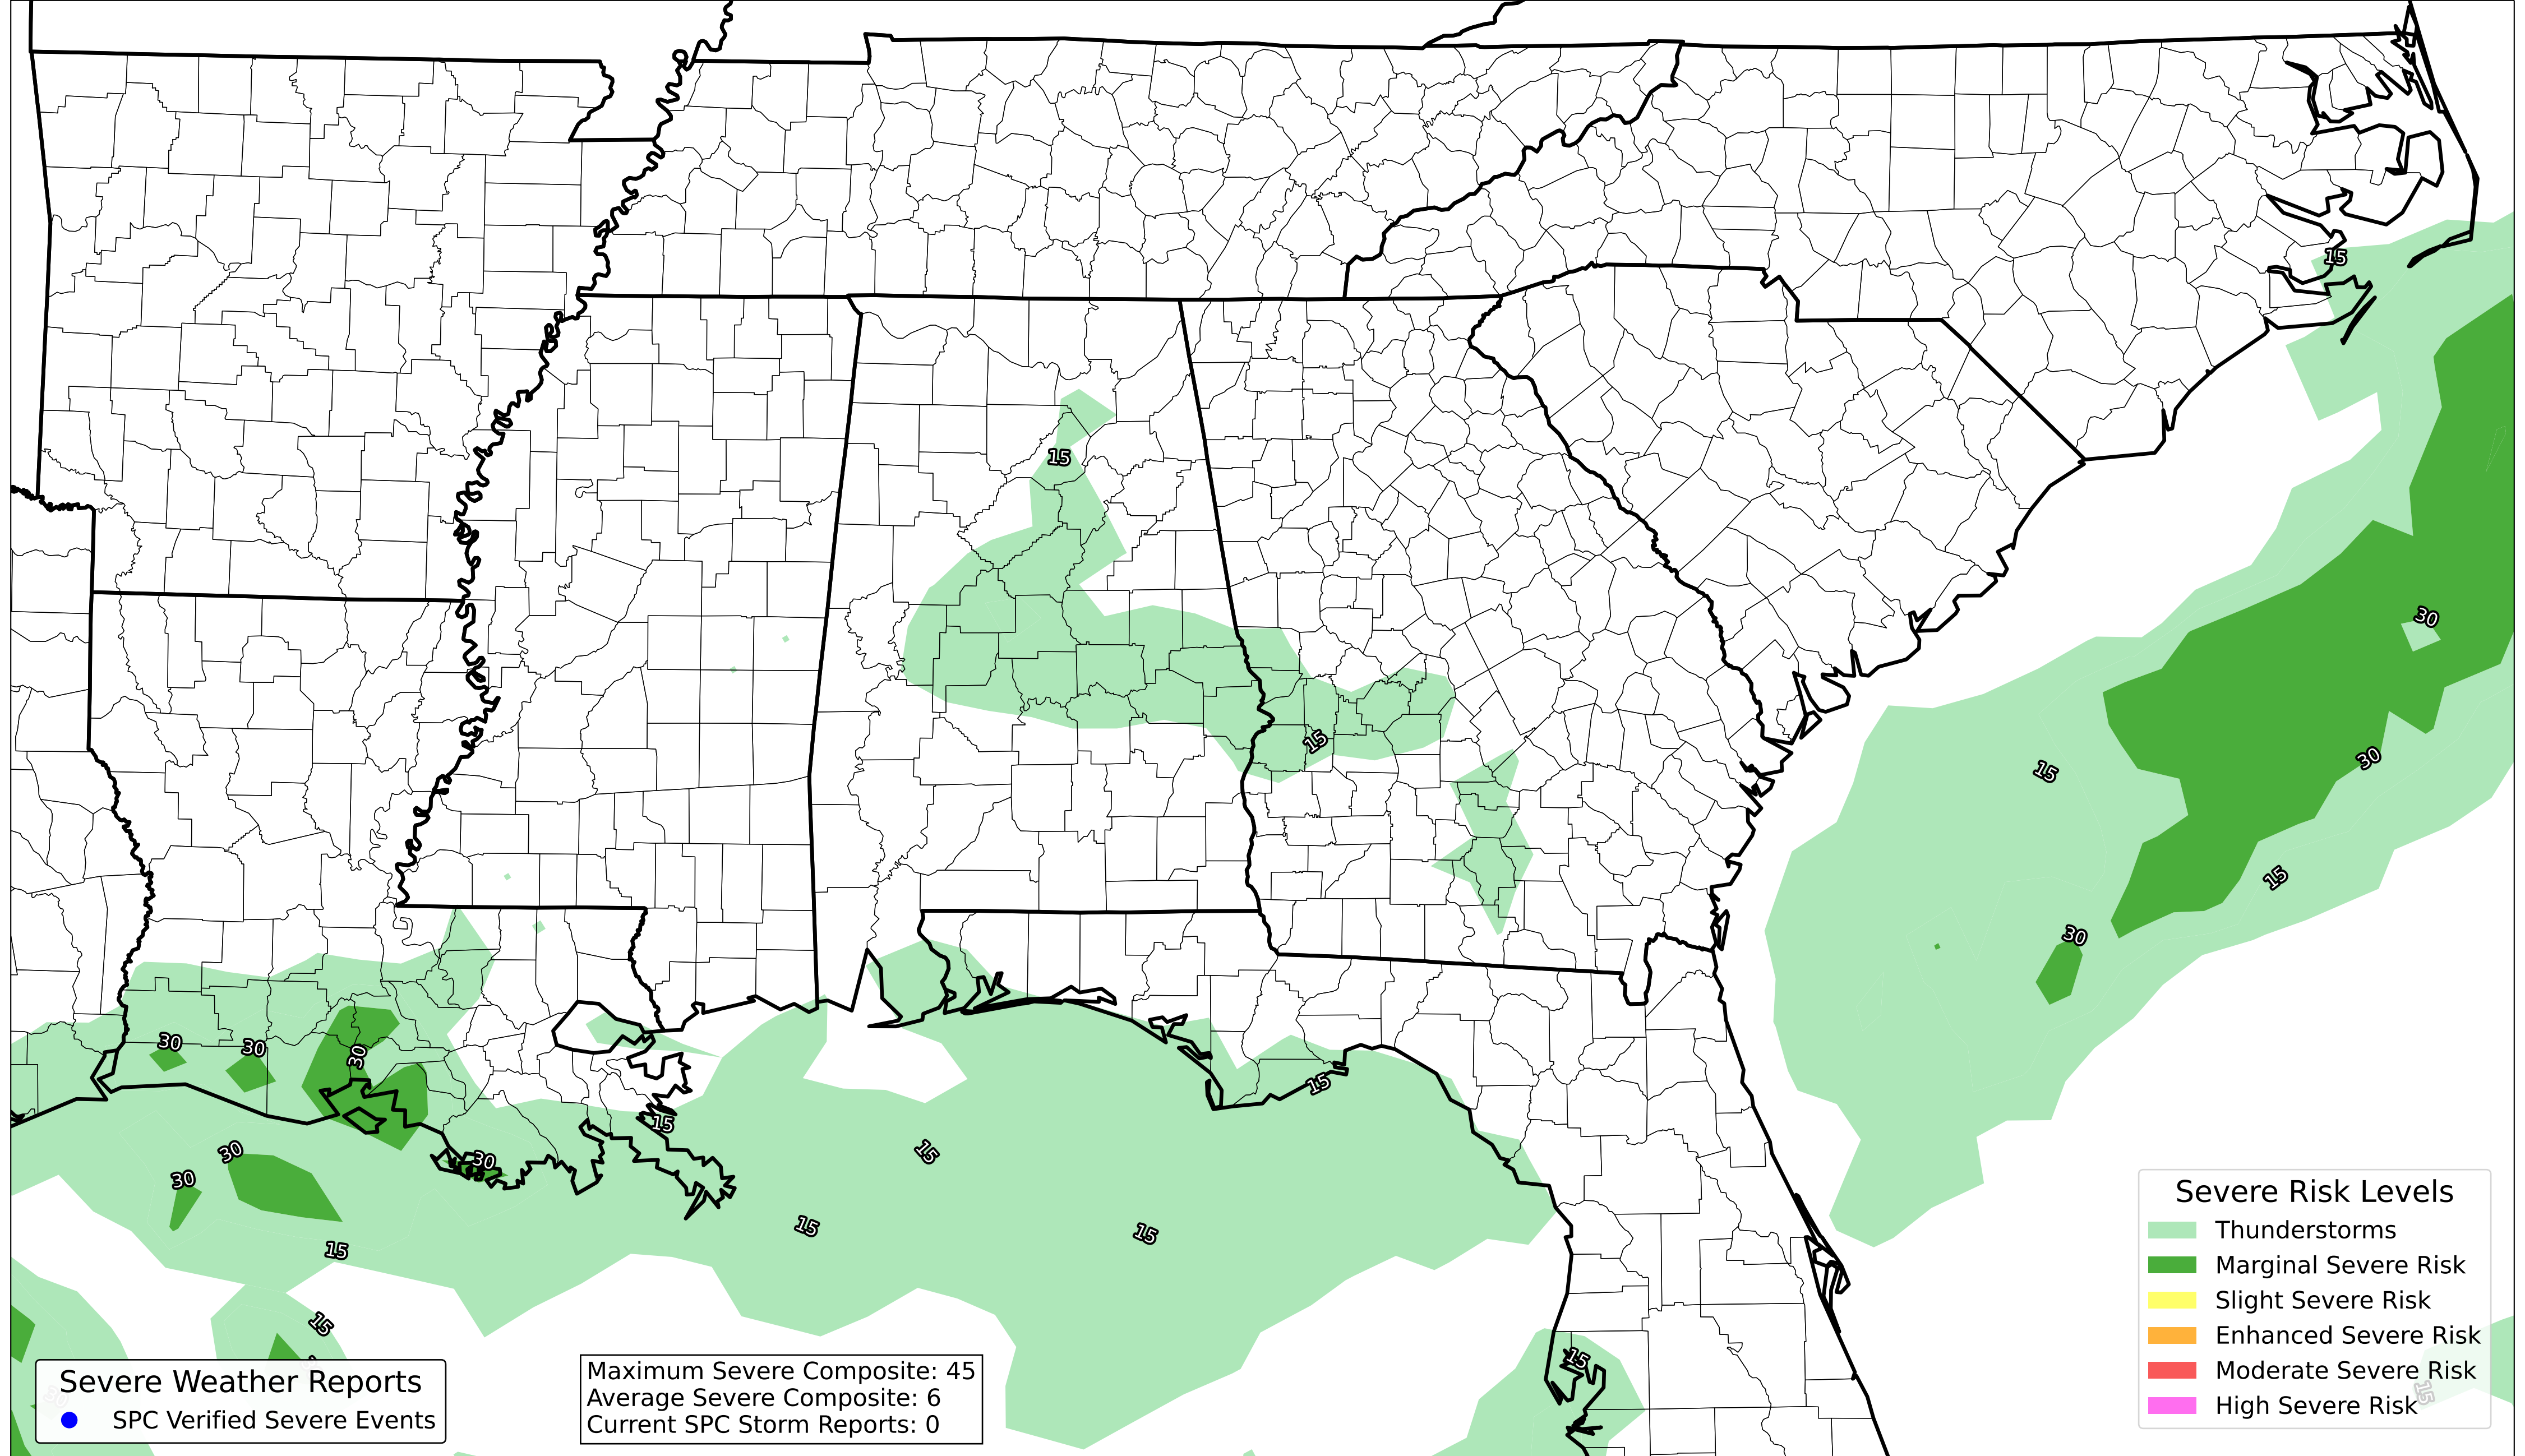 15
15
30
15
30
15
15
30
30
30
30
15
15
30
15
30
30
15
15
15
15
15
Severe Risk Levels
Thunderstorms
Marginal Severe Risk
Slight Severe Risk
Enhanced Severe Risk
Moderate Severe Risk
High Severe Risk
15
Severe Weather Reports
SPC Verified Severe Events
30
Maximum Severe Composite: 45
Average Severe Composite: 6
Current SPC Storm Reports: 0
15